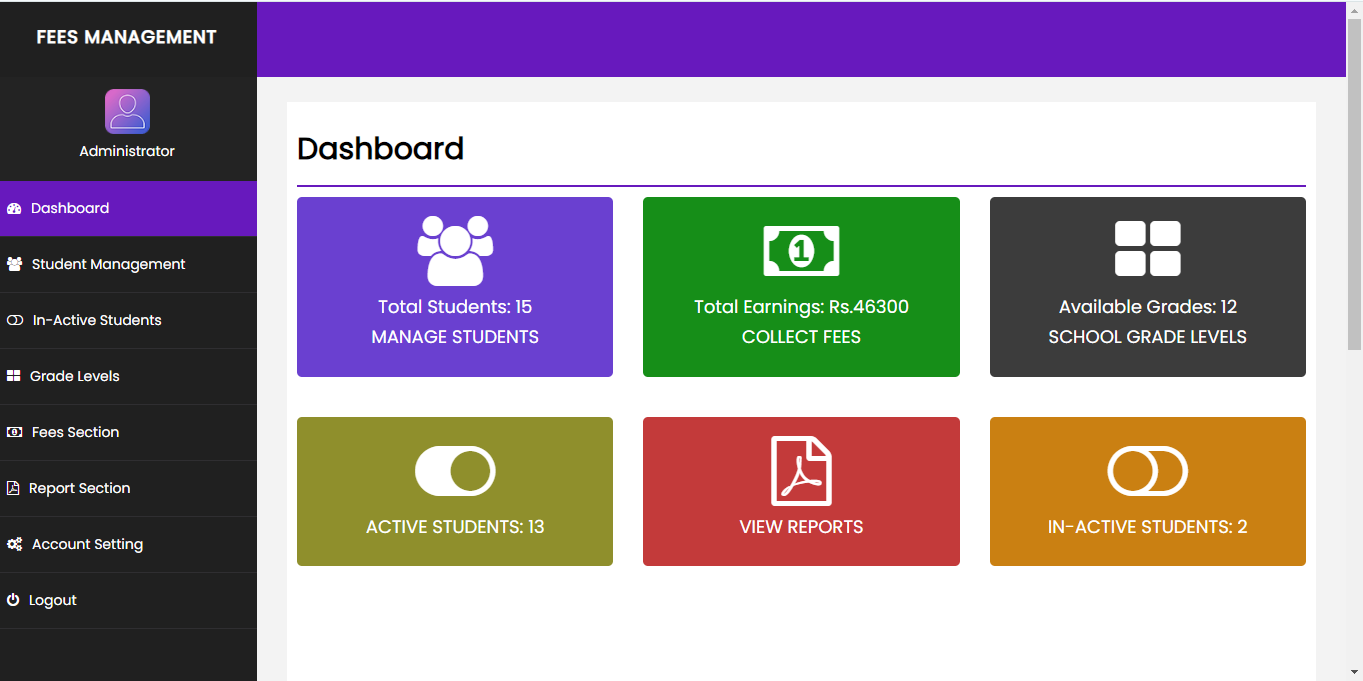 FEES MANAGEMENT
Administrator
Dashboard
Student Management
In-Active Students
Grade Levels
Fees Section
Report Section
Account Setting
Logout
Dashboard
Total Students: 15
MANAGE STUDENTS
1
Total Earnings: Rs.46300
COLLECT FEES
Available Grades: 12
SCHOOL GRADE LEVELS
ACTIVE STUDENTS: 13
VIEW REPORTS
IN-ACTIVE STUDENTS: 2